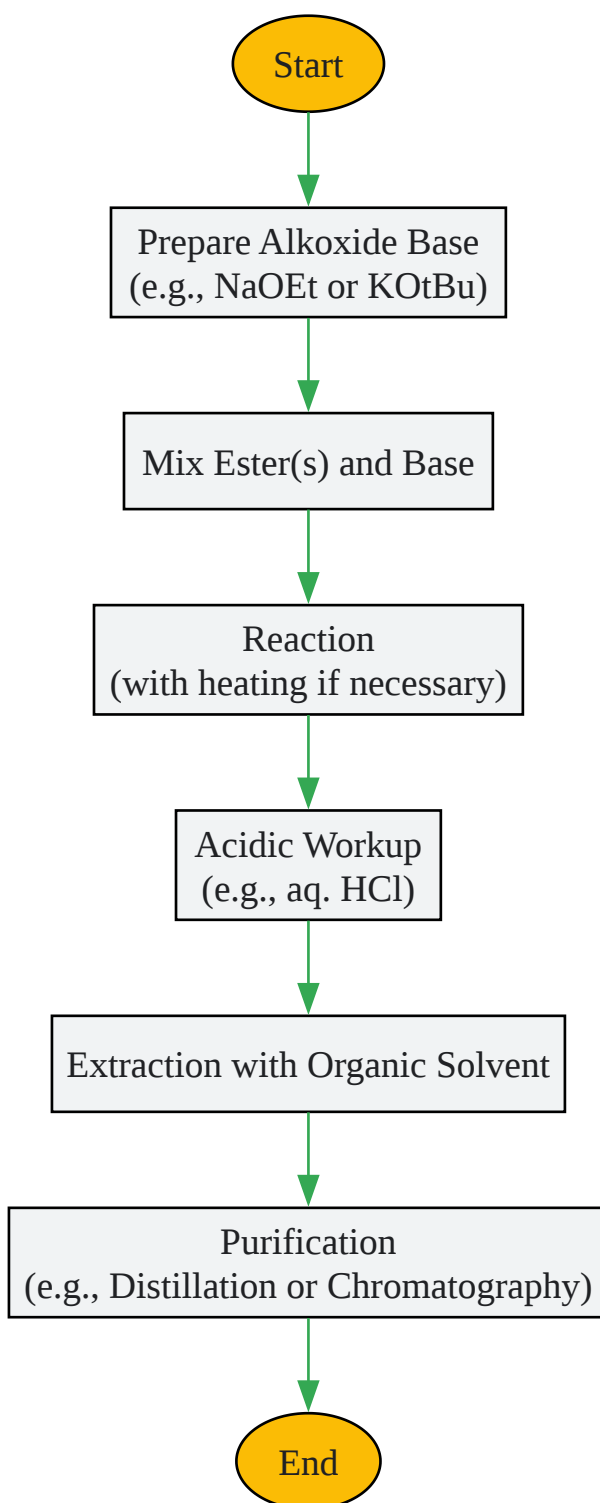 Start
Prepare Alkoxide Base
(e.g., NaOEt or KOtBu)
Mix Ester(s) and Base
Reaction
(with heating if necessary)
Acidic Workup
(e.g., aq. HCl)
Extraction with Organic Solvent
Purification
(e.g., Distillation or Chromatography)
End